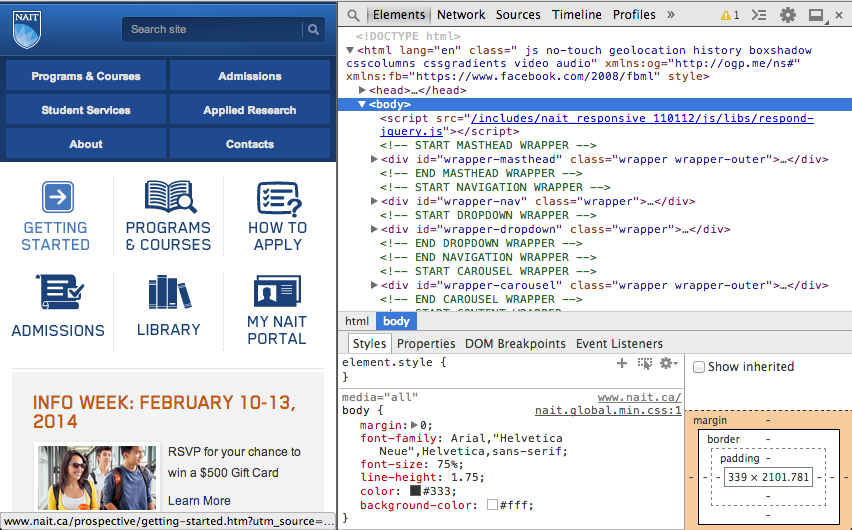 NAIT
Search site
Programs & Courses
Admissions
Student Services
Applied Research
About
Contacts
GETTING
STARTED
PROGRAMS
& COURSES
HOW TO
APPLY
ADMISSIONS
LIBRARY
MY NAIT
PORTAL
INFO WEEK: FEBRUARY 10-13,
2014
RSVP for your chance to
win a $500 Gift Card
Learn More
www.nait.ca/prospective/getting-started.htm?utm_source=...
Elements Network Sources Timeline Profiles » 1
<!DOCTYPE html>
▼<html lang="en" class=" js no-touch geolocation history boxshadow
csscolumns cssgradients video audio" xmlns:og="http://ogp.me/ns#"
xmlns:fb="https://www.facebook.com/2008/fbml" style>
▶<head>…</head>
▼<body>
<script src="/includes/nait_responsive_110112/js/libs/respond-
jquery.js"></script>
<!-- START MASTHEAD WRAPPER -->
▶<div id="wrapper-masthead" class="wrapper wrapper-outer">…</div>
<!-- END MASTHEAD WRAPPER -->
<!-- START NAVIGATION WRAPPER -->
▶<div id="wrapper-nav" class="wrapper">…</div>
<!-- START DROPDOWN WRAPPER -->
▶<div id="wrapper-dropdown" class="wrapper">…</div>
<!-- END DROPDOWN WRAPPER -->
<!-- END NAVIGATION WRAPPER -->
<!-- START CAROUSEL WRAPPER -->
▶<div id="wrapper-carousel" class="wrapper wrapper-outer">…</div>
<!-- END CAROUSEL WRAPPER -->
<!-- START CONTENT WRAPPER -->
html body
Styles Properties DOM Breakpoints Event Listeners
element.style {
}
media="all" www.nait.ca/
body { nait.global.min.css:1
margin:▶0;
font-family: Arial,"Helvetica
Neue",Helvetica,sans-serif;
font-size: 75%;
line-height: 1.75;
color: #333;
background-color: #fff;
}
Show inherited
margin -
border -
padding -
- - - 339 × 2101.781 - - -
-
-
-